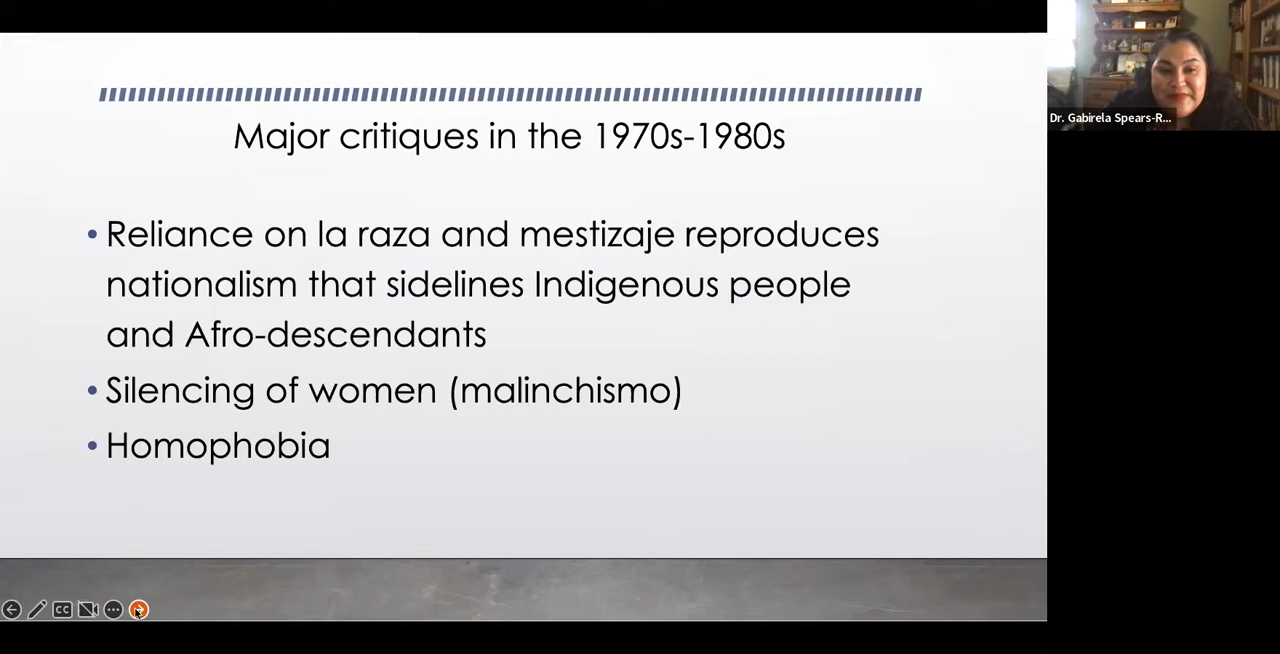 Major critiques in the 1970s-1980s
• Reliance on la raza and mestizaje reproduces
nationalism that sidelines Indigenous people
and Afro-descendants
• Silencing of women (malinchismo)
• Homophobia
Dr. Gabirela Spears-R...
CC